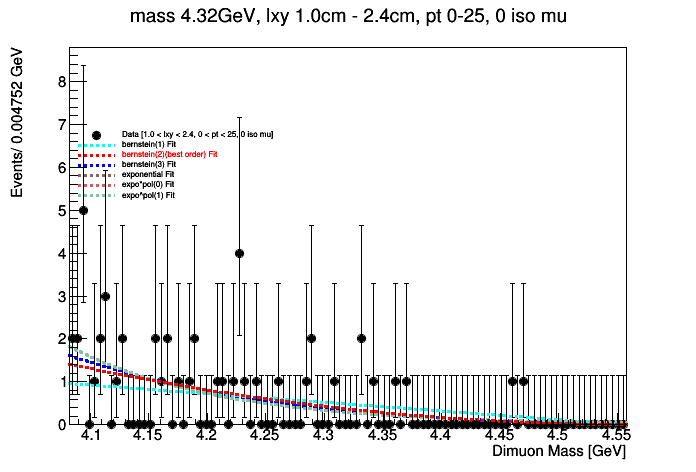 mass 4.32GeV, lxy 1.0cm - 2.4cm, pt 0-25, 0 iso mu
Events/ 0.004752 GeV
8
7
Data [1.0 < lxy < 2.4, 0 < pt < 25, 0 iso mu]
bernstein(1) Fit
bernstein(2)(best order) Fit
bernstein(3) Fit
exponential Fit
expo*pol(0) Fit
expo^pol(1) Fit
6
5
4
3
2
1
0
4.1 4.15 4.2 4.25 4.3 4.35 4.4 4.45 4.5 4.55
Dimuon Mass [GeV]